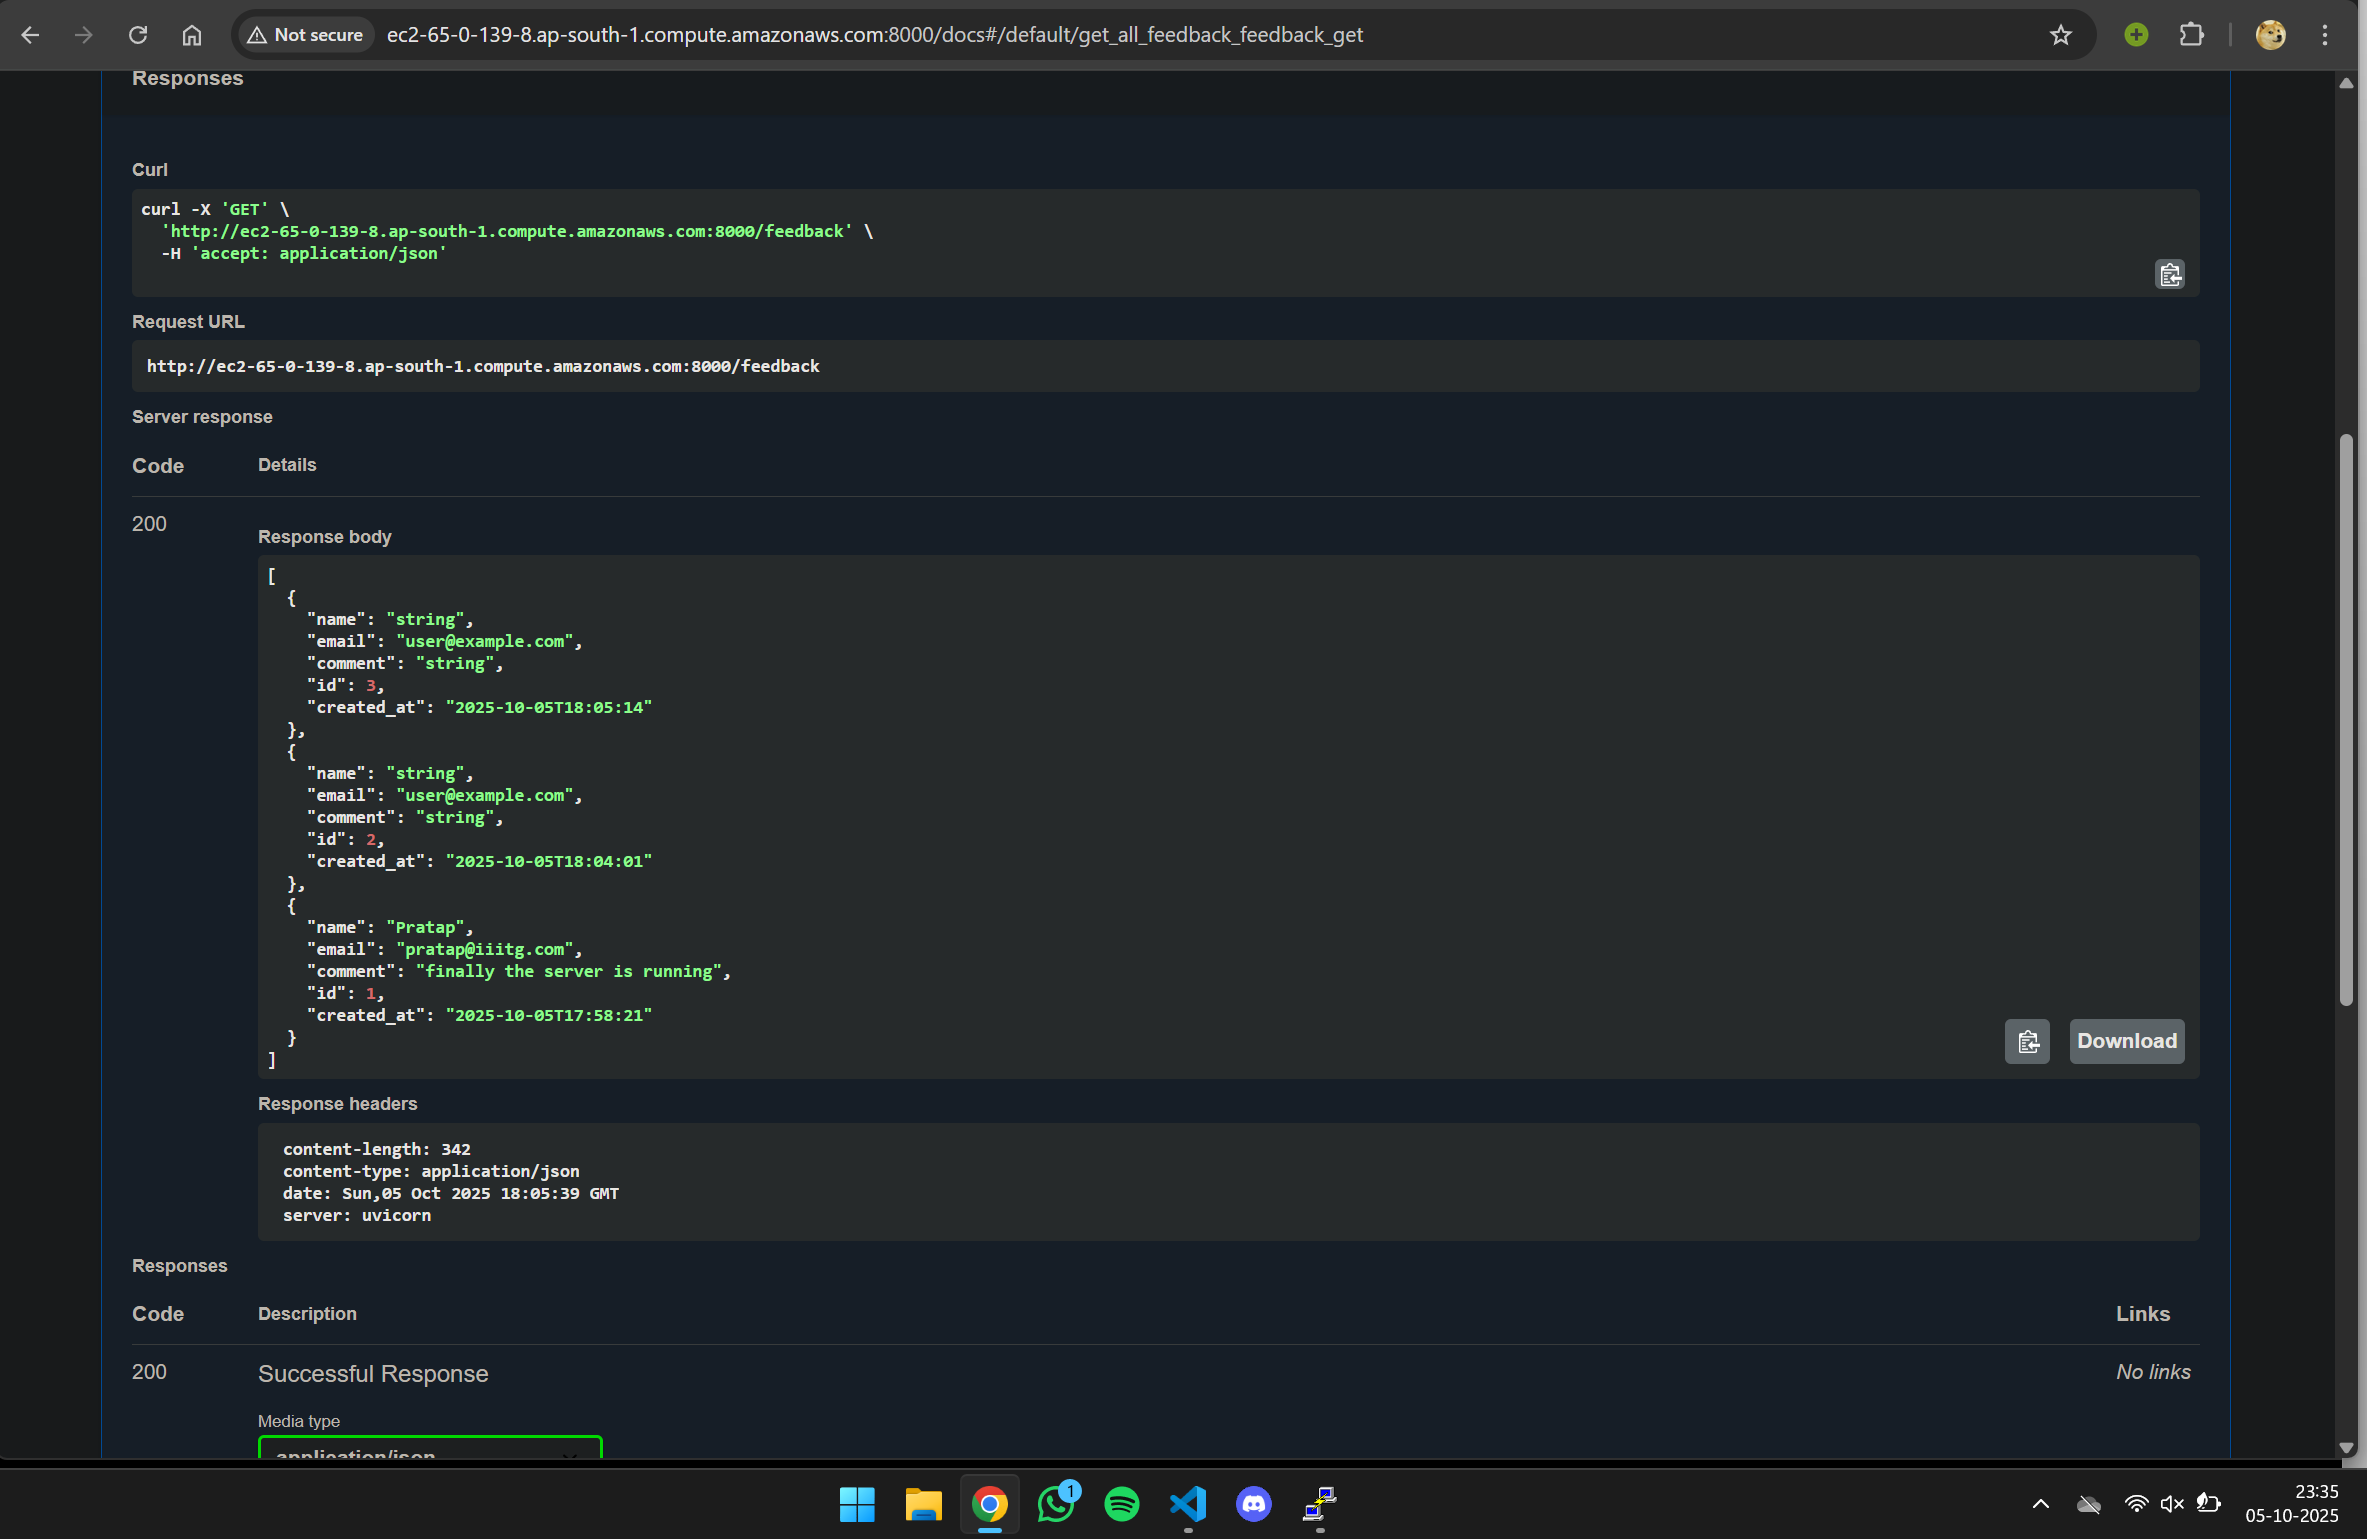 Not secure
ec2-65-0-139-8.ap-south-1.compute.amazonaws.com:8000/docs#/default/get_all_feedback_feedback_get
Responses
Curl
curl -X 'GET' \
  'http://ec2-65-0-139-8.ap-south-1.compute.amazonaws.com:8000/feedback' \
  -H 'accept: application/json'
Request URL
http://ec2-65-0-139-8.ap-south-1.compute.amazonaws.com:8000/feedback
Server response
Code Details
200
Response body
[
  {
    "name": "string",
    "email": "user@example.com",
    "comment": "string",
    "id": 3,
    "created_at": "2025-10-05T18:05:14"
  },
  {
    "name": "string",
    "email": "user@example.com",
    "comment": "string",
    "id": 2,
    "created_at": "2025-10-05T18:04:01"
  },
  {
    "name": "Pratap",
    "email": "pratap@iiitg.com",
    "comment": "finally the server is running",
    "id": 1,
    "created_at": "2025-10-05T17:58:21"
  }
]
Download
Response headers
content-length: 342
content-type: application/json
date: Sun,05 Oct 2025 18:05:39 GMT
server: uvicorn
Responses
Code Description Links
200 Successful Response No links
Media type
application/json
1
23:35
05-10-2025